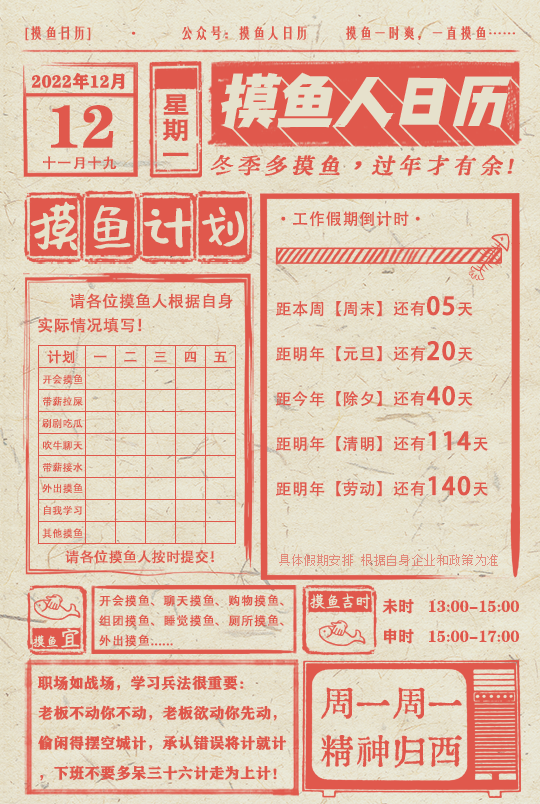 [摸鱼日历] · 公众号：摸鱼人日历 摸鱼一时爽，一直摸鱼……
2022年12月
12
十一月十九
星期一
摸鱼人日历
冬季多摸鱼，过年才有余！
摸鱼计划
请各位摸鱼人根据自身
实际情况填写！
计划 一 二 三 四 五
开会摸鱼
带薪拉屎
刷剧吃瓜
吹牛聊天
带薪接水
外出摸鱼
自我学习
其他摸鱼
请各位摸鱼人按时提交！
·工作假期倒计时·
距本周【周末】还有05天
距明年【元旦】还有20天
距今年【除夕】还有40天
距明年【清明】还有114天
距明年【劳动】还有140天
具体假期安排 根据自身企业和政策为准
摸鱼宜
开会摸鱼、聊天摸鱼、购物摸鱼、
组团摸鱼、睡觉摸鱼、厕所摸鱼、
外出摸鱼……
摸鱼吉时
未时 13:00-15:00
申时 15:00-17:00
职场如战场，学习兵法很重要：
老板不动你不动，老板欲动你先动，
偷闲得摆空城计，承认错误将计就计
，下班不要多呆三十六计走为上计！
周一周一
精神归西